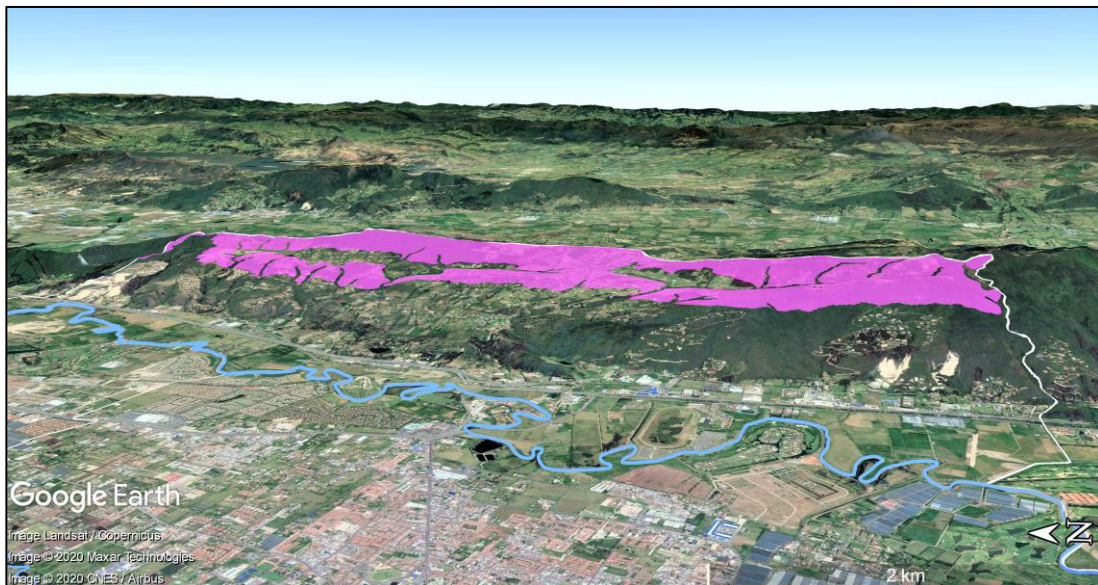 Google Earth
Image Landsat / Copernicus
Image © 2020 Maxar Technologies
Image © 2020 CNES / Airbus
N
2 km